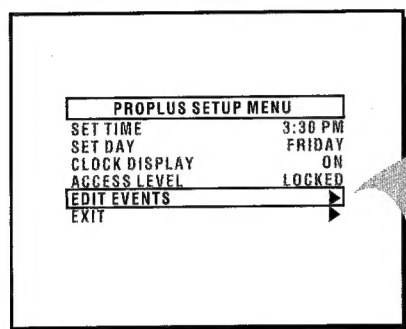 PROPLUS SETUP MENU
SET TIME 3:30 PM
SET DAY FRIDAY
CLOCK DISPLAY ON
ACCESS LEVEL LOCKED
EDIT EVENTS ▶
EXIT ▶